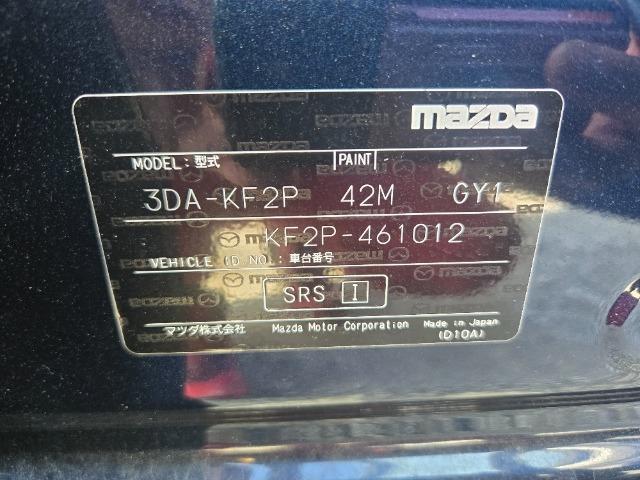 mazda
MODEL:型式 PAINT
3DA-KF2P 42M GY1
KF2P-461012
VEHICLE ID NO.:車台番号
SRS I
マツダ株式会社 Mazda Motor Corporation Made in Japan
(D10A)